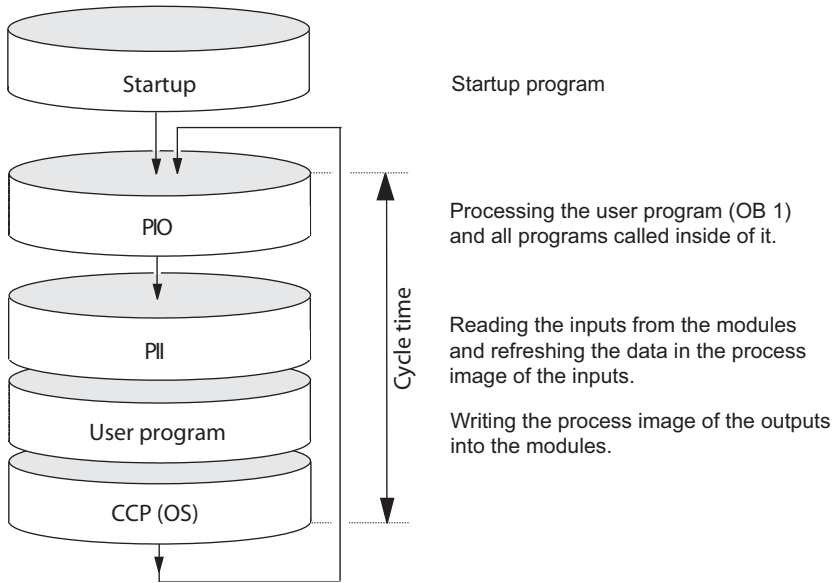 Startup
Startup program
PIO
Processing the user program (OB 1)
and all programs called inside of it.
Cycle time
PII
Reading the inputs from the modules
and refreshing the data in the process
image of the inputs.
User program
Writing the process image of the outputs
into the modules.
CCP (OS)